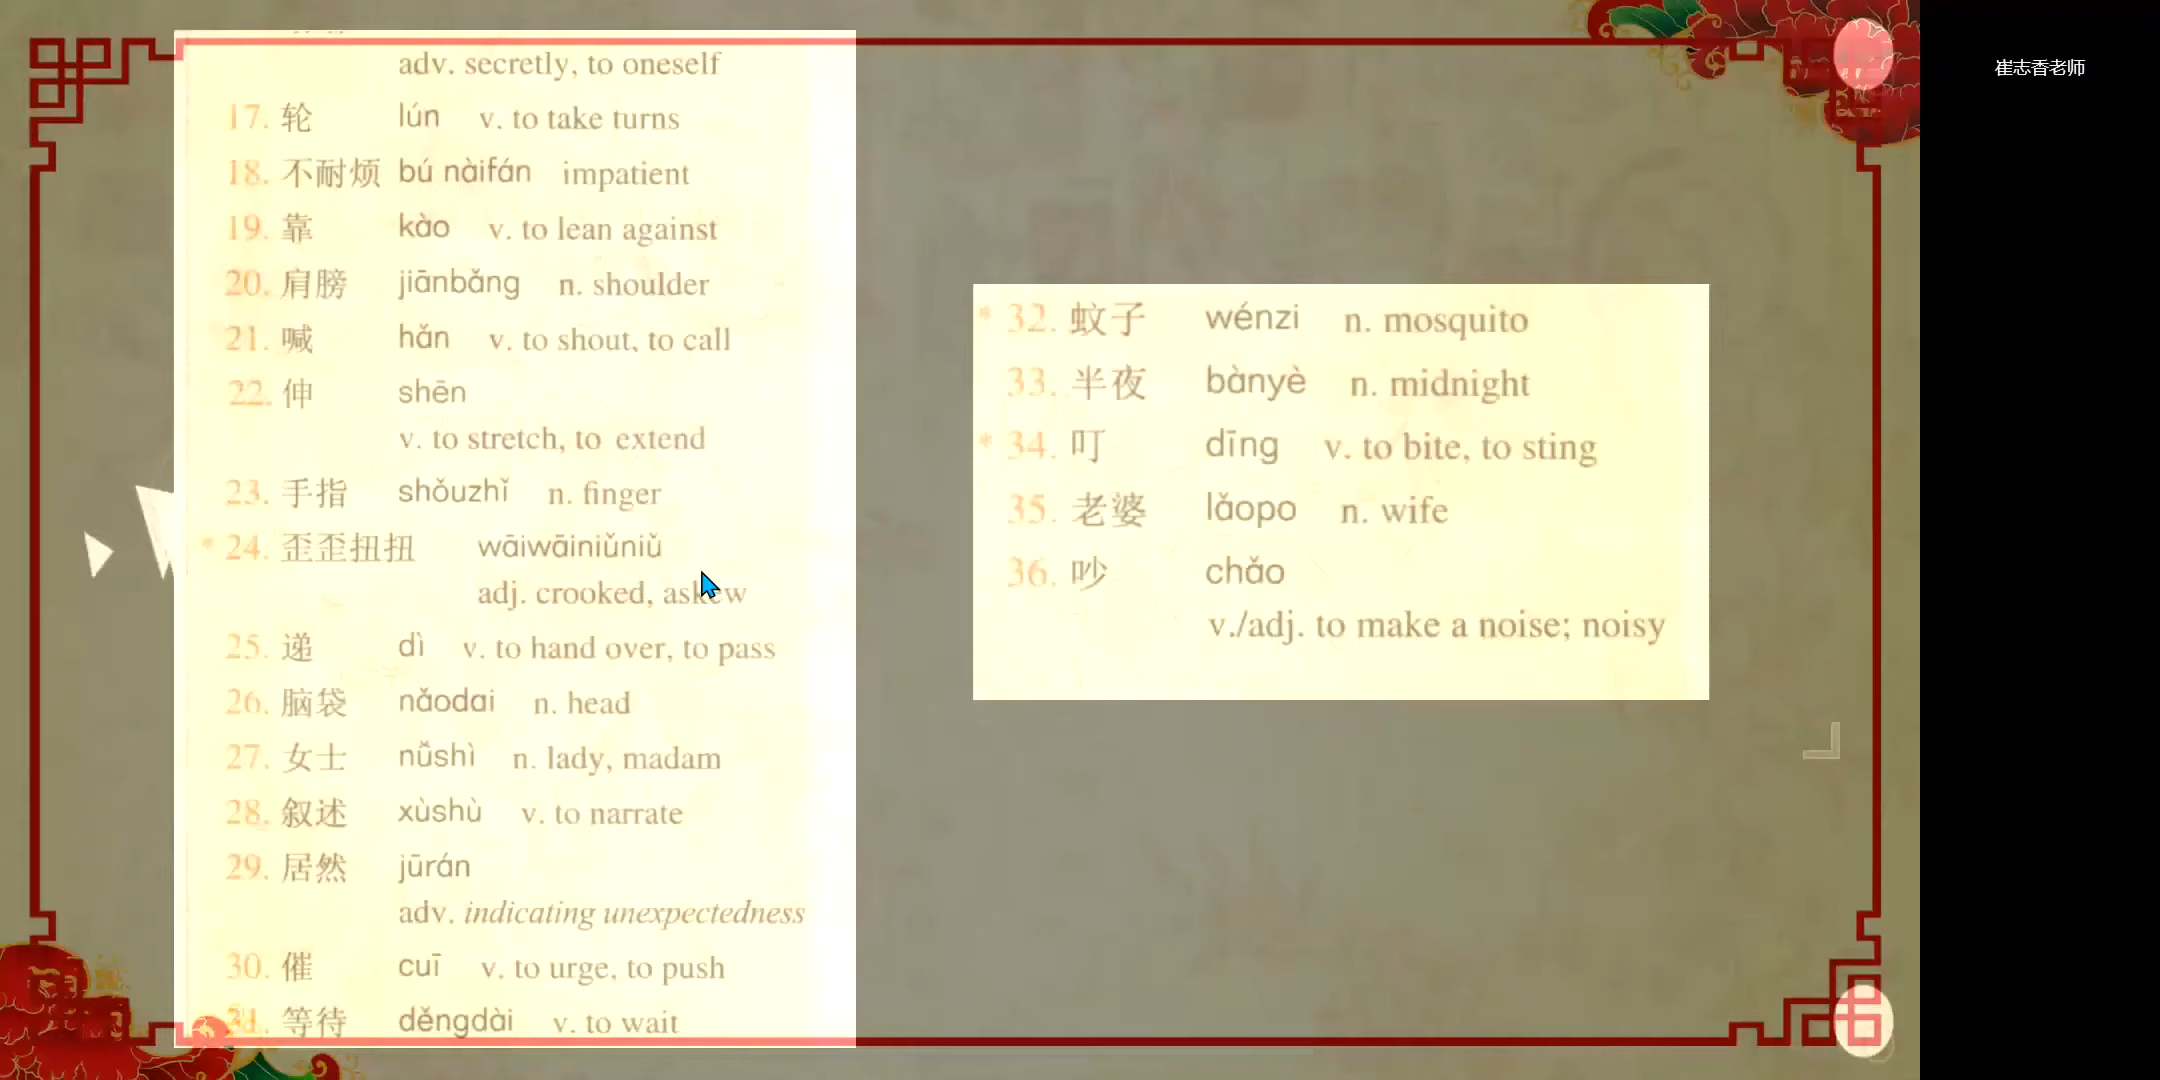 adv. secretly, to oneself
17. 轮 lún v. to take turns
18. 不耐烦 bú nàifán impatient
19. 靠 kào v. to lean against
20. 肩膀 jiānbǎng n. shoulder
21. 喊 hǎn v. to shout, to call
22. 伸 shēn
v. to stretch, to extend
23. 手指 shǒuzhǐ n. finger
* 24. 歪歪扭扭 wāiwāiniǔniǔ
adj. crooked, askew
25. 递 dì v. to hand over, to pass
26. 脑袋 nǎodai n. head
27. 女士 nǚshì n. lady, madam
28. 叙述 xùshù v. to narrate
29. 居然 jūrán
adv. indicating unexpectedness
30. 催 cuī v. to urge, to push
31. 等待 děngdài v. to wait
* 32. 蚊子 wénzi n. mosquito
33. 半夜 bànyè n. midnight
* 34. 叮 dīng v. to bite, to sting
35. 老婆 lǎopo n. wife
36. 吵 chǎo
v./adj. to make a noise; noisy
崔志香老师